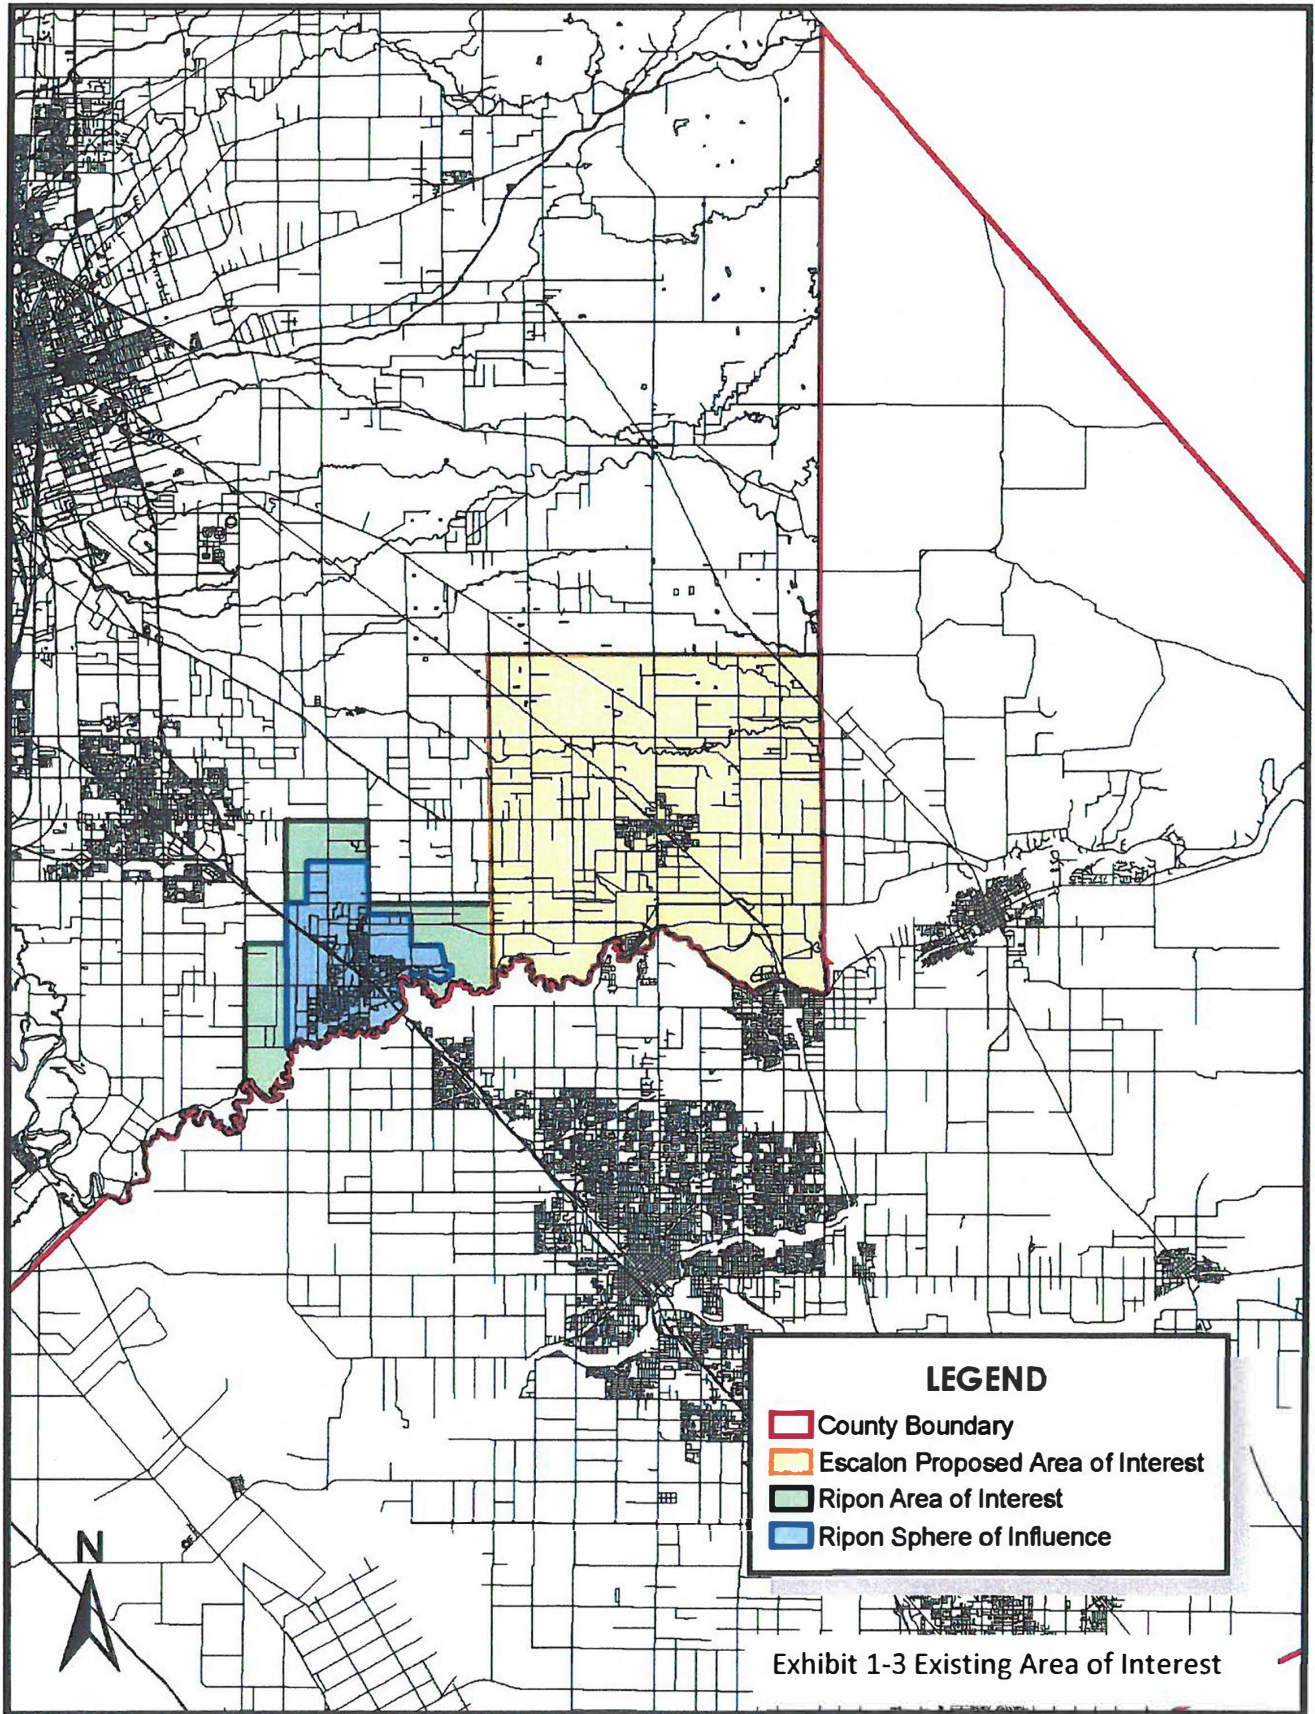 LEGEND
County Boundary
Escalon Proposed Area of Interest
Ripon Area of Interest
Ripon Sphere of Influence
N
Exhibit 1-3 Existing Area of Interest